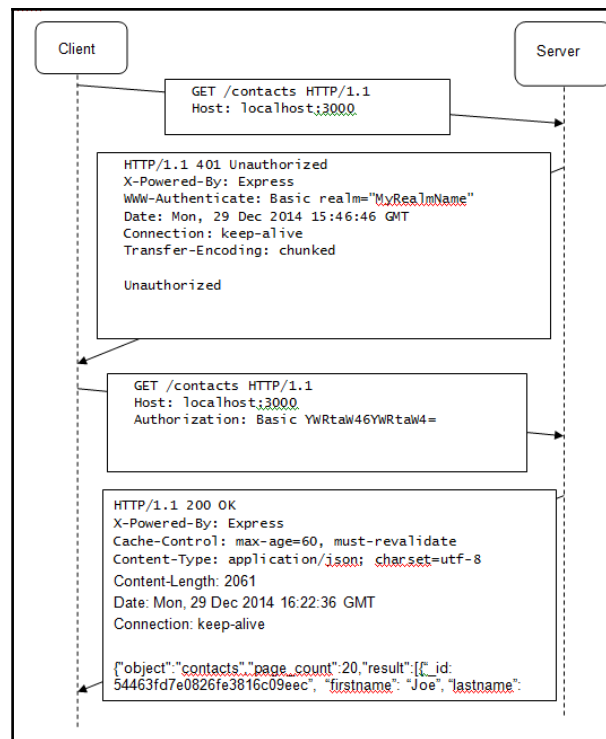 Client
Server
GET /contacts HTTP/1.1
Host: localhost:3000
HTTP/1.1 401 Unauthorized
X-Powered-By: Express
WWW-Authenticate: Basic realm="MyRealmName"
Date: Mon, 29 Dec 2014 15:46:46 GMT
Connection: keep-alive
Transfer-Encoding: chunked
Unauthorized
GET /contacts HTTP/1.1
Host: localhost:3000
Authorization: Basic YWRtaW46YWRtaW4=
HTTP/1.1 200 OK
X-Powered-By: Express
Cache-Control: max-age=60, must-revalidate
Content-Type: application/json; charset=utf-8
Content-Length: 2061
Date: Mon, 29 Dec 2014 16:22:36 GMT
Connection: keep-alive
{"object":"contacts","page_count":20,"result":[{"_id:
54463fd7e0826fe3816c09eec”, “firstname”: “Joe”, “lastname”: